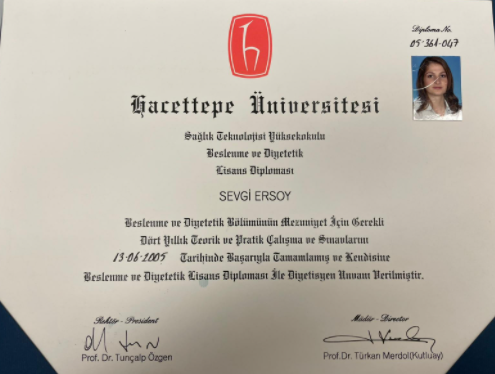 Diploma No.
05-361-047
Hacettepe Üniversitesi
Sağlık Teknolojisi Yüksekokulu
Beslenme ve Diyetetik
Lisans Diploması
SEVGİ ERSOY
Beslenme ve Diyetetik Bölümünün Mezuniyet İçin Gerekli
Dört Yıllık Teorik ve Pratik Çalışma ve Sınavlarını
13-06-2005 Tarihinde Başarıyla Tamamlamış ve Kendisine
Beslenme ve Diyetetik Lisans Diploması İle Diyetisyen Unvanı Verilmiştir.
Rektör - President
Prof. Dr. Tunçalp Özgen
Müdür - Director
Prof.Dr. Türkan Merdol(Kutluay)